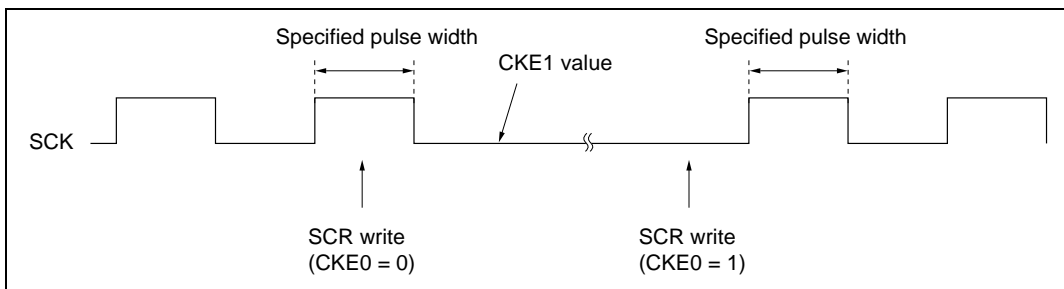 Specified pulse width
Specified pulse width
CKE1 value
SCK
SCR write
(CKE0 = 0)
SCR write
(CKE0 = 1)